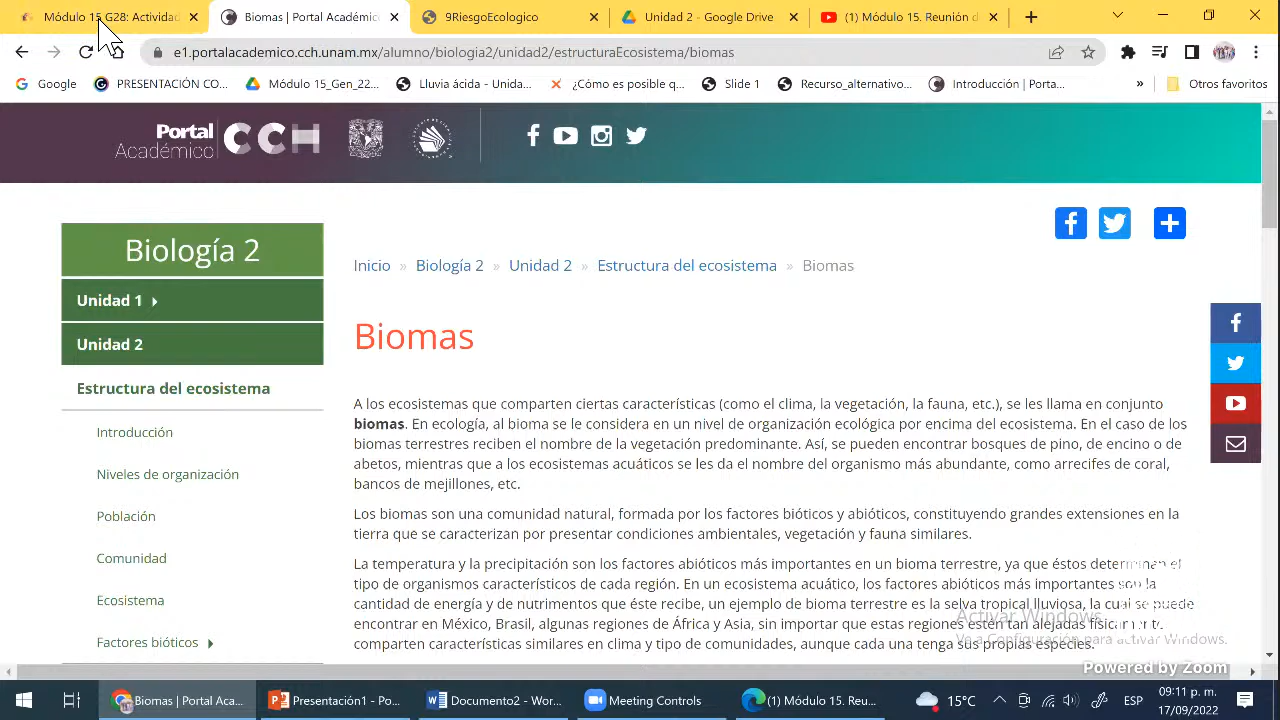 Módulo 15 G28: Actividad
Biomas | Portal Académic
9RiesgoEcologico
Unidad 2 - Google Drive
(1) Módulo 15. Reunión d
e1.portalacademico.cch.unam.mx/alumno/biologia2/unidad2/estructuraEcosistema/biomas
Google
PRESENTACIÓN CO...
Módulo 15_Gen_22...
Lluvia ácida - Unida...
¿Cómo es posible q...
Slide 1
Recurso_alternativo...
Introducción | Porta...
»
Otros favoritos
Portal
Académico
CCH
Biología 2
Unidad 1
Unidad 2
Estructura del ecosistema
Introducción
Niveles de organización
Población
Comunidad
Ecosistema
Factores bióticos
Inicio » Biología 2 » Unidad 2 » Estructura del ecosistema » Biomas
Biomas
A los ecosistemas que comparten ciertas características (como el clima, la vegetación, la fauna, etc.), se les llama en conjunto
biomas. En ecología, al bioma se le considera en un nivel de organización ecológica por encima del ecosistema. En el caso de los
biomas terrestres reciben el nombre de la vegetación predominante. Así, se pueden encontrar bosques de pino, de encino o de
abetos, mientras que a los ecosistemas acuáticos se les da el nombre del organismo más abundante, como arrecifes de coral,
bancos de mejillones, etc.
Los biomas son una comunidad natural, formada por los factores bióticos y abióticos, constituyendo grandes extensiones en la
tierra que se caracterizan por presentar condiciones ambientales, vegetación y fauna similares.
La temperatura y la precipitación son los factores abióticos más importantes en un bioma terrestre, ya que éstos determinan el
tipo de organismos característicos de cada región. En un ecosistema acuático, los factores abióticos más importantes son la
cantidad de energía y de nutrimentos que éste recibe, un ejemplo de bioma terrestre es la selva tropical lluviosa, la cual se puede
encontrar en México, Brasil, algunas regiones de África y Asia, sin importar que estas regiones estén tan alejadas físicamente,
comparten características similares en clima y tipo de comunidades, aunque cada una tenga sus propias especies.
Activar Windows
Ve a Configuración para activar Windows.
Powered by Zoom
Biomas | Portal Aca...
Presentación1 - Po...
Documento2 - Wor...
Meeting Controls
(1) Módulo 15. Reu...
15°C
ESP
09:11 p. m.
17/09/2022